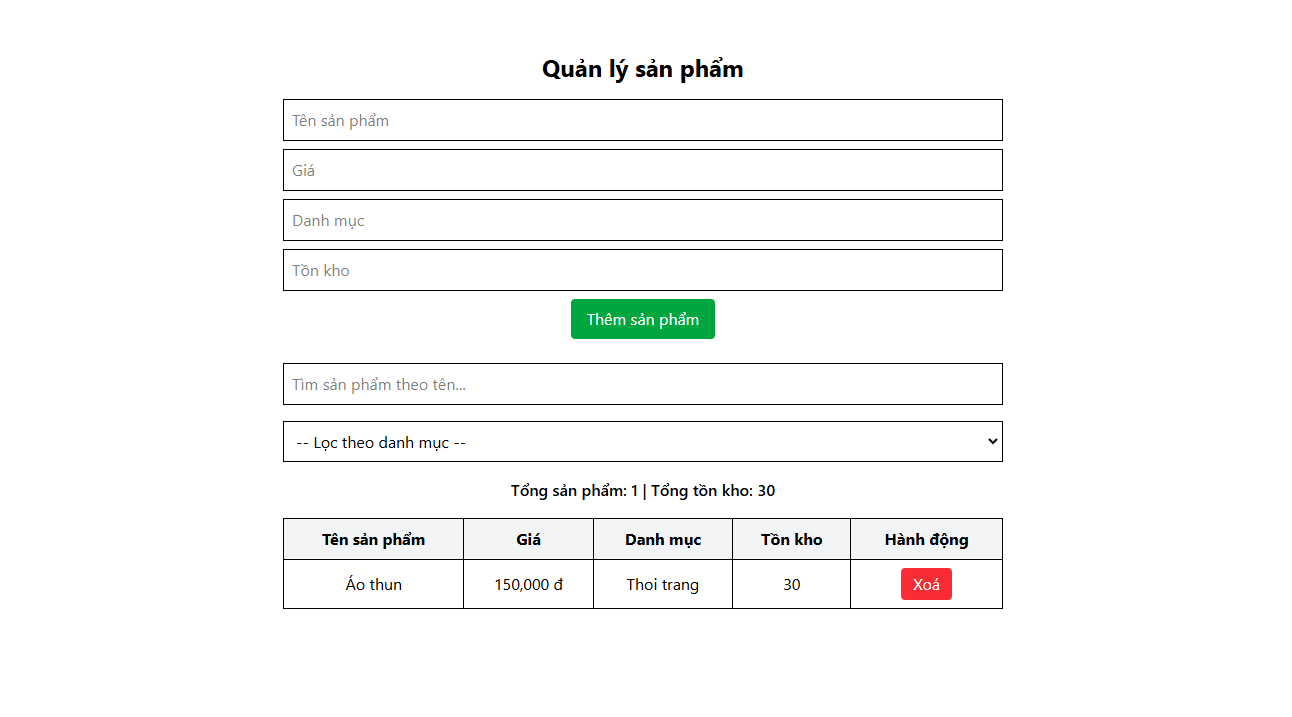 Quản lý sản phẩm
Tên sản phẩm
Giá
Danh mục
Tồn kho
Thêm sản phẩm
Tìm sản phẩm theo tên...
-- Lọc theo danh mục --
Tổng sản phẩm: 1 | Tổng tồn kho: 30
Tên sản phẩm Giá Danh mục Tồn kho Hành động
Áo thun 150,000 đ Thoi trang 30 Xoá